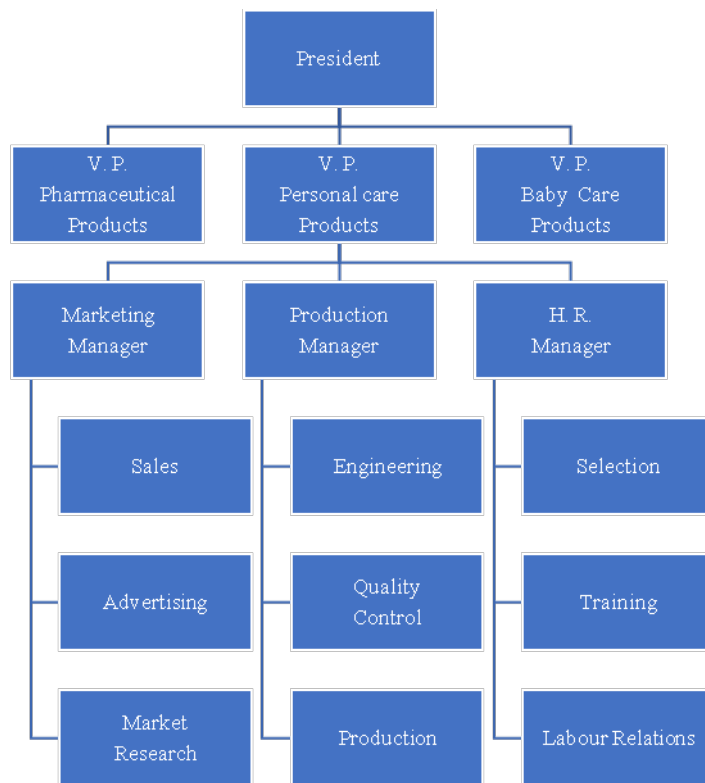 President
V. P.
Pharmaceutical
Products
V. P.
Personal care
Products
V. P.
Baby Care
Products
Marketing
Manager
Production
Manager
H. R.
Manager
Sales
Engineering
Selection
Advertising
Quality
Control
Training
Market
Research
Production
Labour Relations